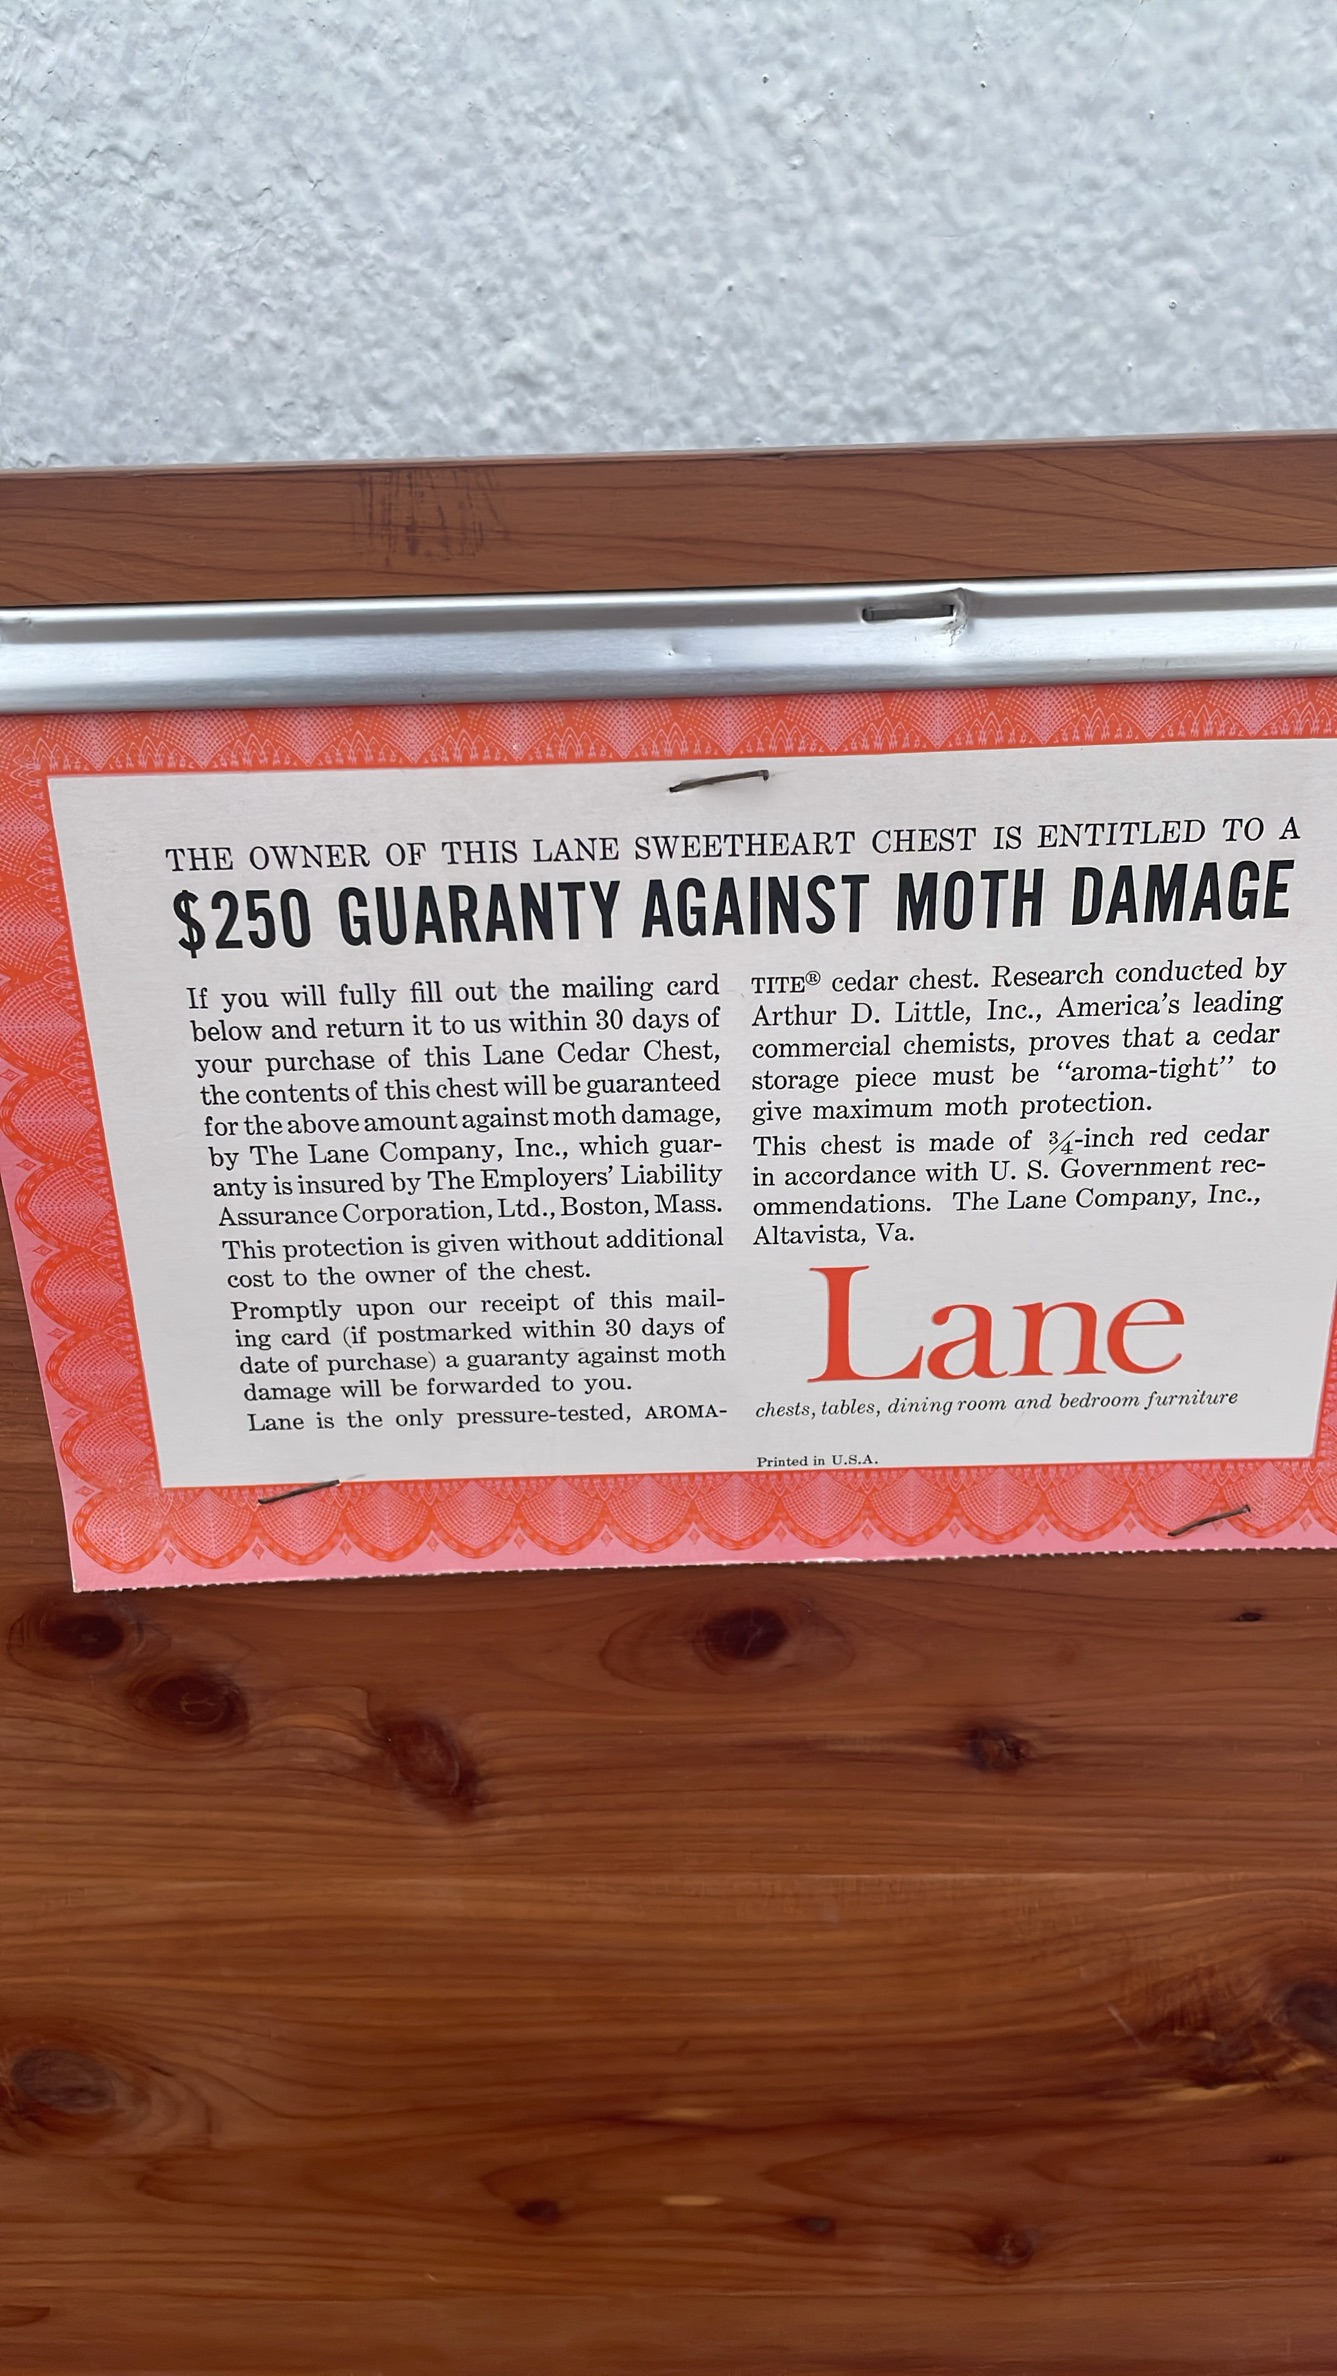 THE OWNER OF THIS LANE SWEETHEART CHEST IS ENTITLED TO A
$250 GUARANTY AGAINST MOTH DAMAGE
If you will fully fill out the mailing card
below and return it to us within 30 days of
your purchase of this Lane Cedar Chest,
the contents of this chest will be guaranteed
for the above amount against moth damage,
by The Lane Company, Inc., which guar-
anty is insured by The Employers' Liability
Assurance Corporation, Ltd., Boston, Mass.
This protection is given without additional
cost to the owner of the chest.
Promptly upon our receipt of this mail-
ing card (if postmarked within 30 days of
date of purchase) a guaranty against moth
damage will be forwarded to you.
Lane is the only pressure-tested, AROMA-
TITE® cedar chest. Research conducted by
Arthur D. Little, Inc., America's leading
commercial chemists, proves that a cedar
storage piece must be "aroma-tight" to
give maximum moth protection.
This chest is made of ¾-inch red cedar
in accordance with U. S. Government rec-
ommendations. The Lane Company, Inc.,
Altavista, Va.
Lane
chests, tables, dining room and bedroom furniture
Printed in U.S.A.